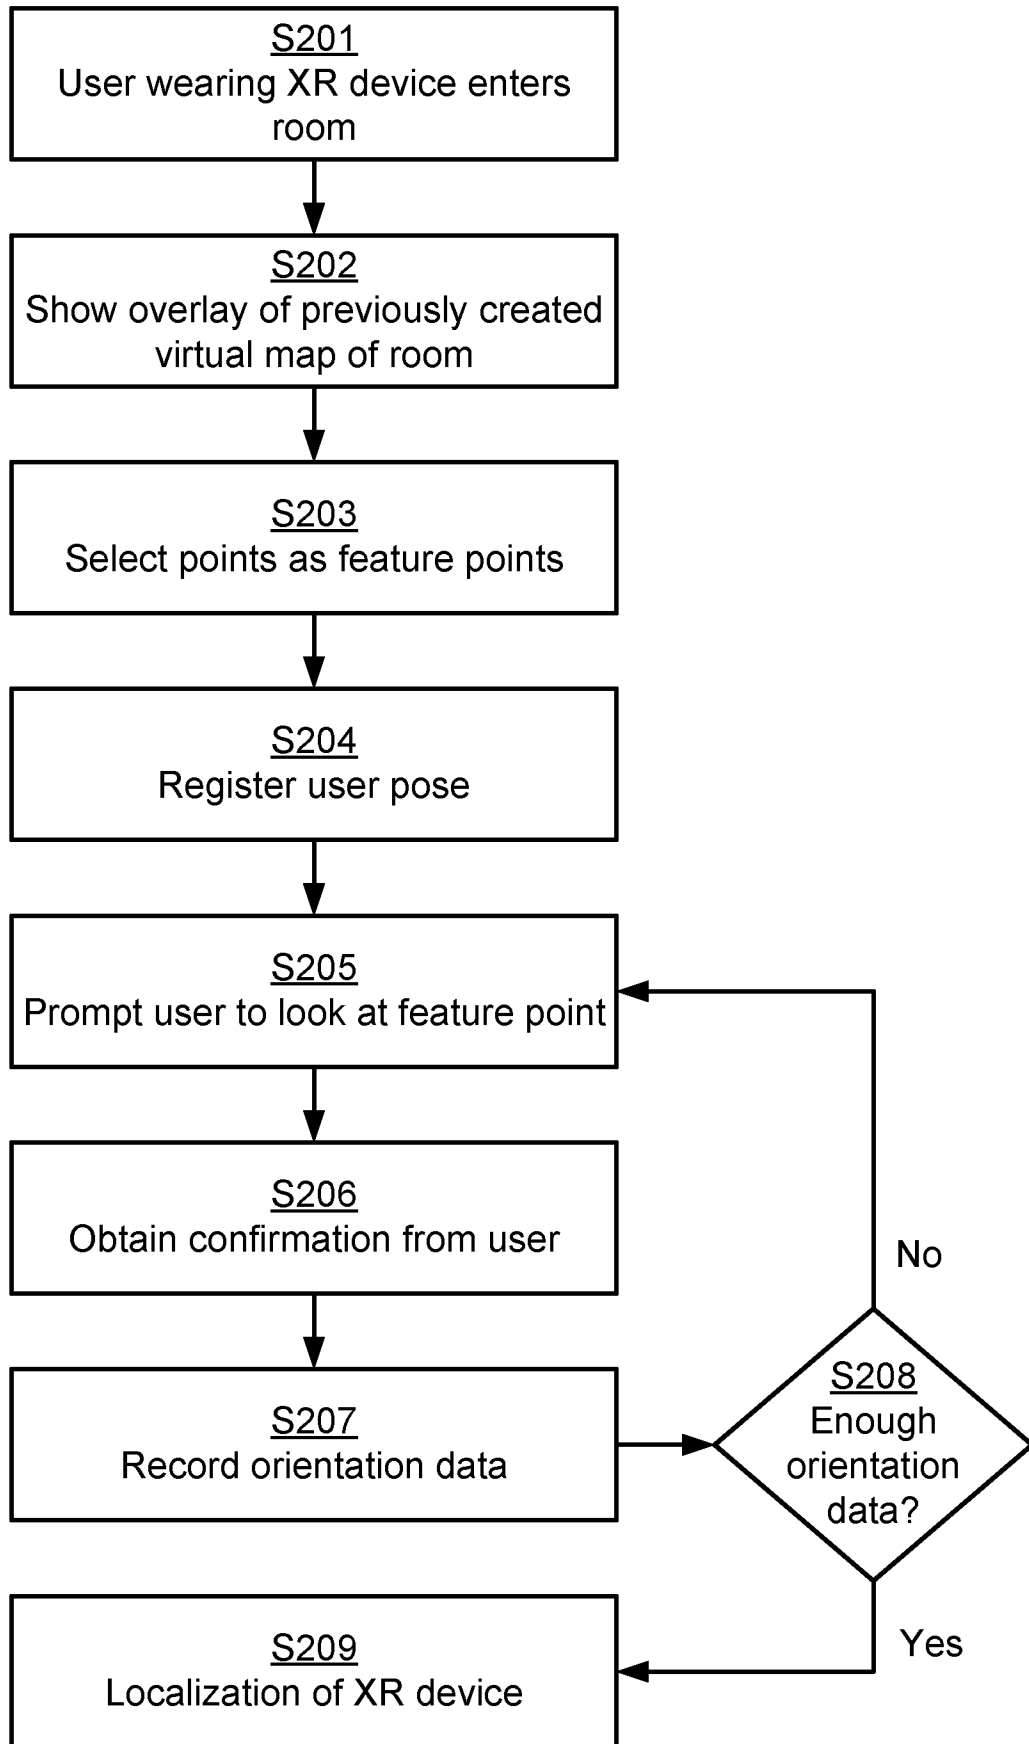 S201
User wearing XR device enters
room
S202
Show overlay of previously created
virtual map of room
S203
Select points as feature points
S204
Register user pose
S205
Prompt user to look at feature point
S206
Obtain confirmation from user
No
S207
Record orientation data
S208
Enough
orientation
data?
Yes
S209
Localization of XR device